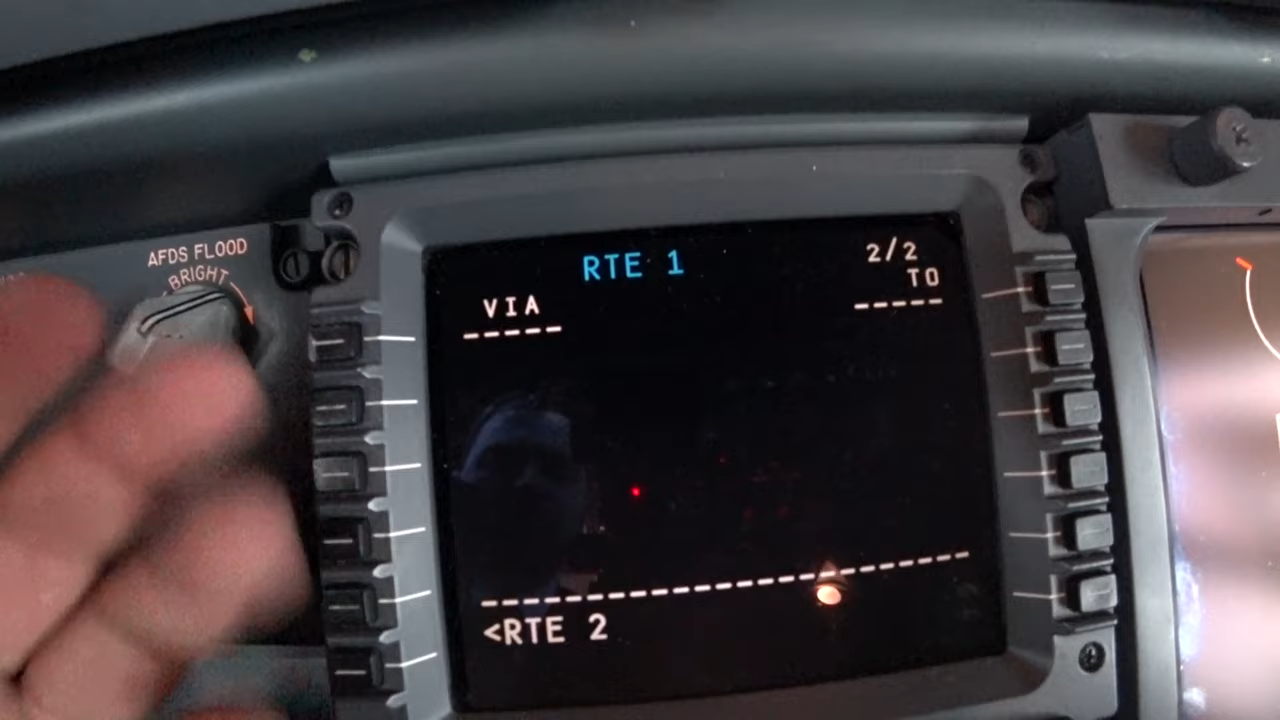 AFDS FLOOD
BRIGHT
RTE 1
2/2
VIA
TO
-----
-----
------------------------
<RTE 2